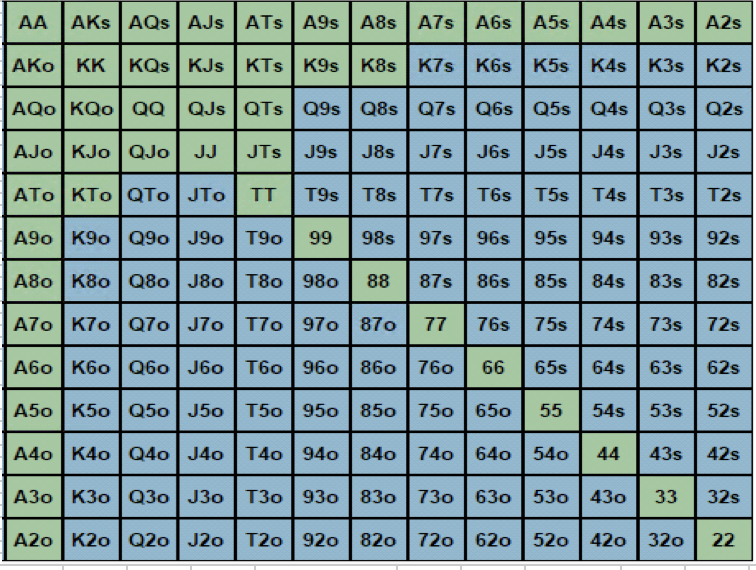 AA AKs AQs AJs ATs A9s A8s A7s A6s A5s A4s A3s A2s
AKo KK KQs KJs KTs K9s K8s K7s K6s K5s K4s K3s K2s
AQo KQo QQ QJs QTs Q9s Q8s Q7s Q6s Q5s Q4s Q3s Q2s
AJo KJo QJo JJ JTs J9s J8s J7s J6s J5s J4s J3s J2s
ATo KTo QTo JTo TT T9s T8s T7s T6s T5s T4s T3s T2s
A9o K9o Q9o J9o T9o 99 98s 97s 96s 95s 94s 93s 92s
A8o K8o Q8o J8o T8o 98o 88 87s 86s 85s 84s 83s 82s
A7o K7o Q7o J7o T7o 97o 87o 77 76s 75s 74s 73s 72s
A6o K6o Q6o J6o T6o 96o 86o 76o 66 65s 64s 63s 62s
A5o K5o Q5o J5o T5o 95o 85o 75o 65o 55 54s 53s 52s
A4o K4o Q4o J4o T4o 94o 84o 74o 64o 54o 44 43s 42s
A3o K3o Q3o J3o T3o 93o 83o 73o 63o 53o 43o 33 32s
A2o K2o Q2o J2o T2o 92o 82o 72o 62o 52o 42o 32o 22